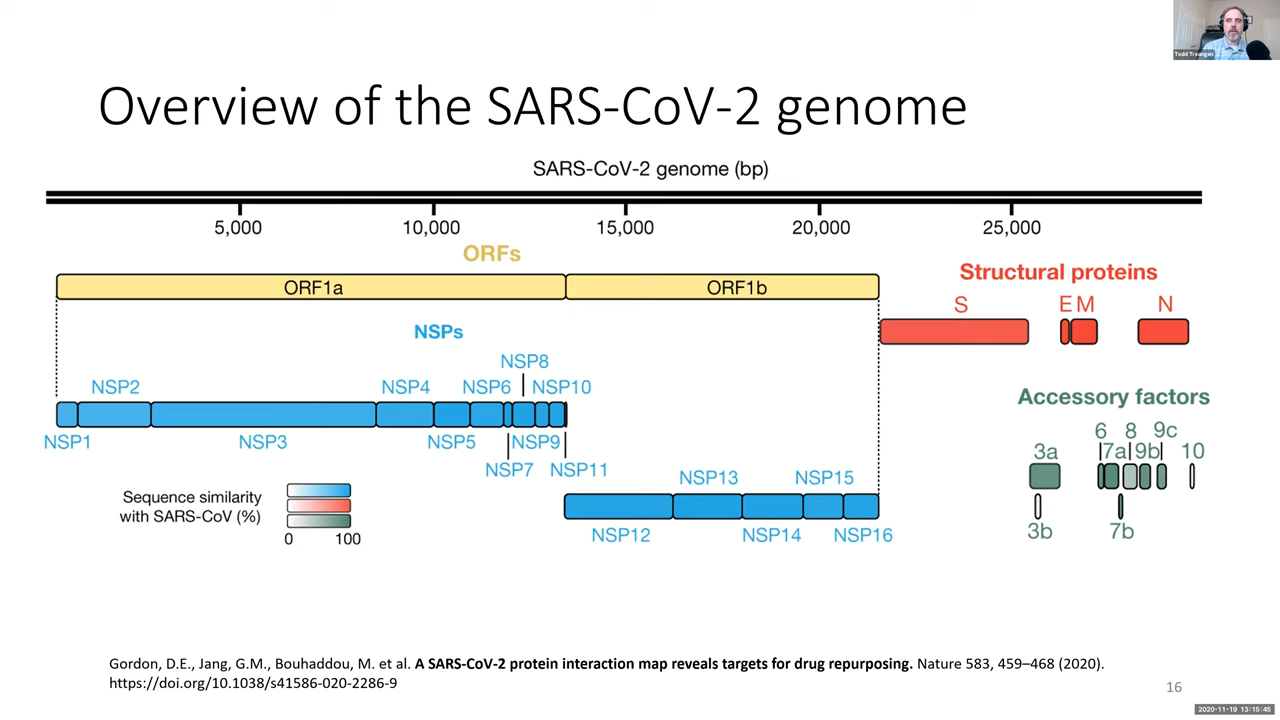 Todd Treangen
Overview of the SARS-CoV-2 genome
SARS-CoV-2 genome (bp)
5,000 10,000 15,000 20,000 25,000
ORFs
ORF1a ORF1b
Structural proteins
S E M N
NSPs
NSP8
NSP2 NSP4 NSP6 NSP10
NSP1 NSP3 NSP5 NSP9
NSP7 NSP11
NSP13 NSP15
NSP12 NSP14 NSP16
Accessory factors
6 8 9c
3a 7a 9b 10
3b 7b
Sequence similarity
with SARS-CoV (%)
0 100
Gordon, D.E., Jang, G.M., Bouhaddou, M. et al. A SARS-CoV-2 protein interaction map reveals targets for drug repurposing. Nature 583, 459–468 (2020).
https://doi.org/10.1038/s41586-020-2286-9
16
2020-11-19 13:15:45